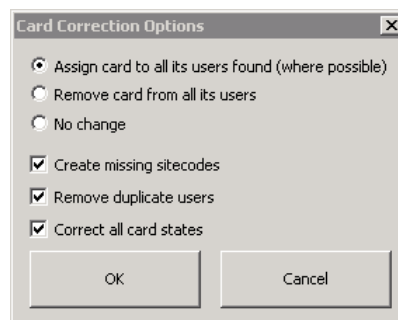 Card Correction Options
Assign card to all its users found (where possible)
Remove card from all its users
No change
Create missing sitecodes
Remove duplicate users
Correct all card states
OK Cancel